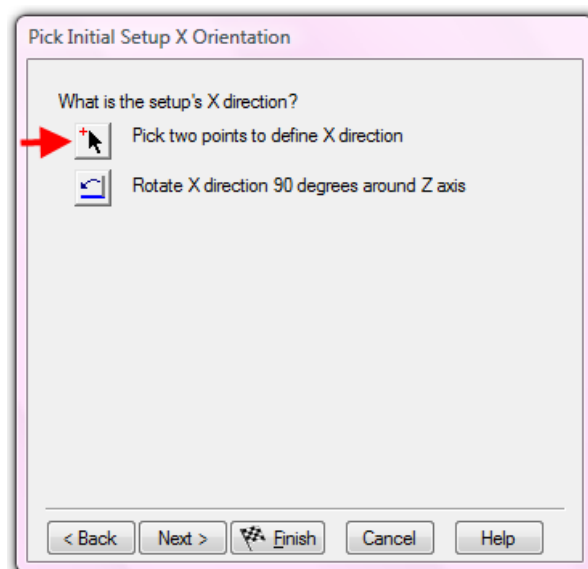 Pick Initial Setup X Orientation
What is the setup's X direction?
Pick two points to define X direction
Rotate X direction 90 degrees around Z axis
< Back Next > Finish Cancel Help